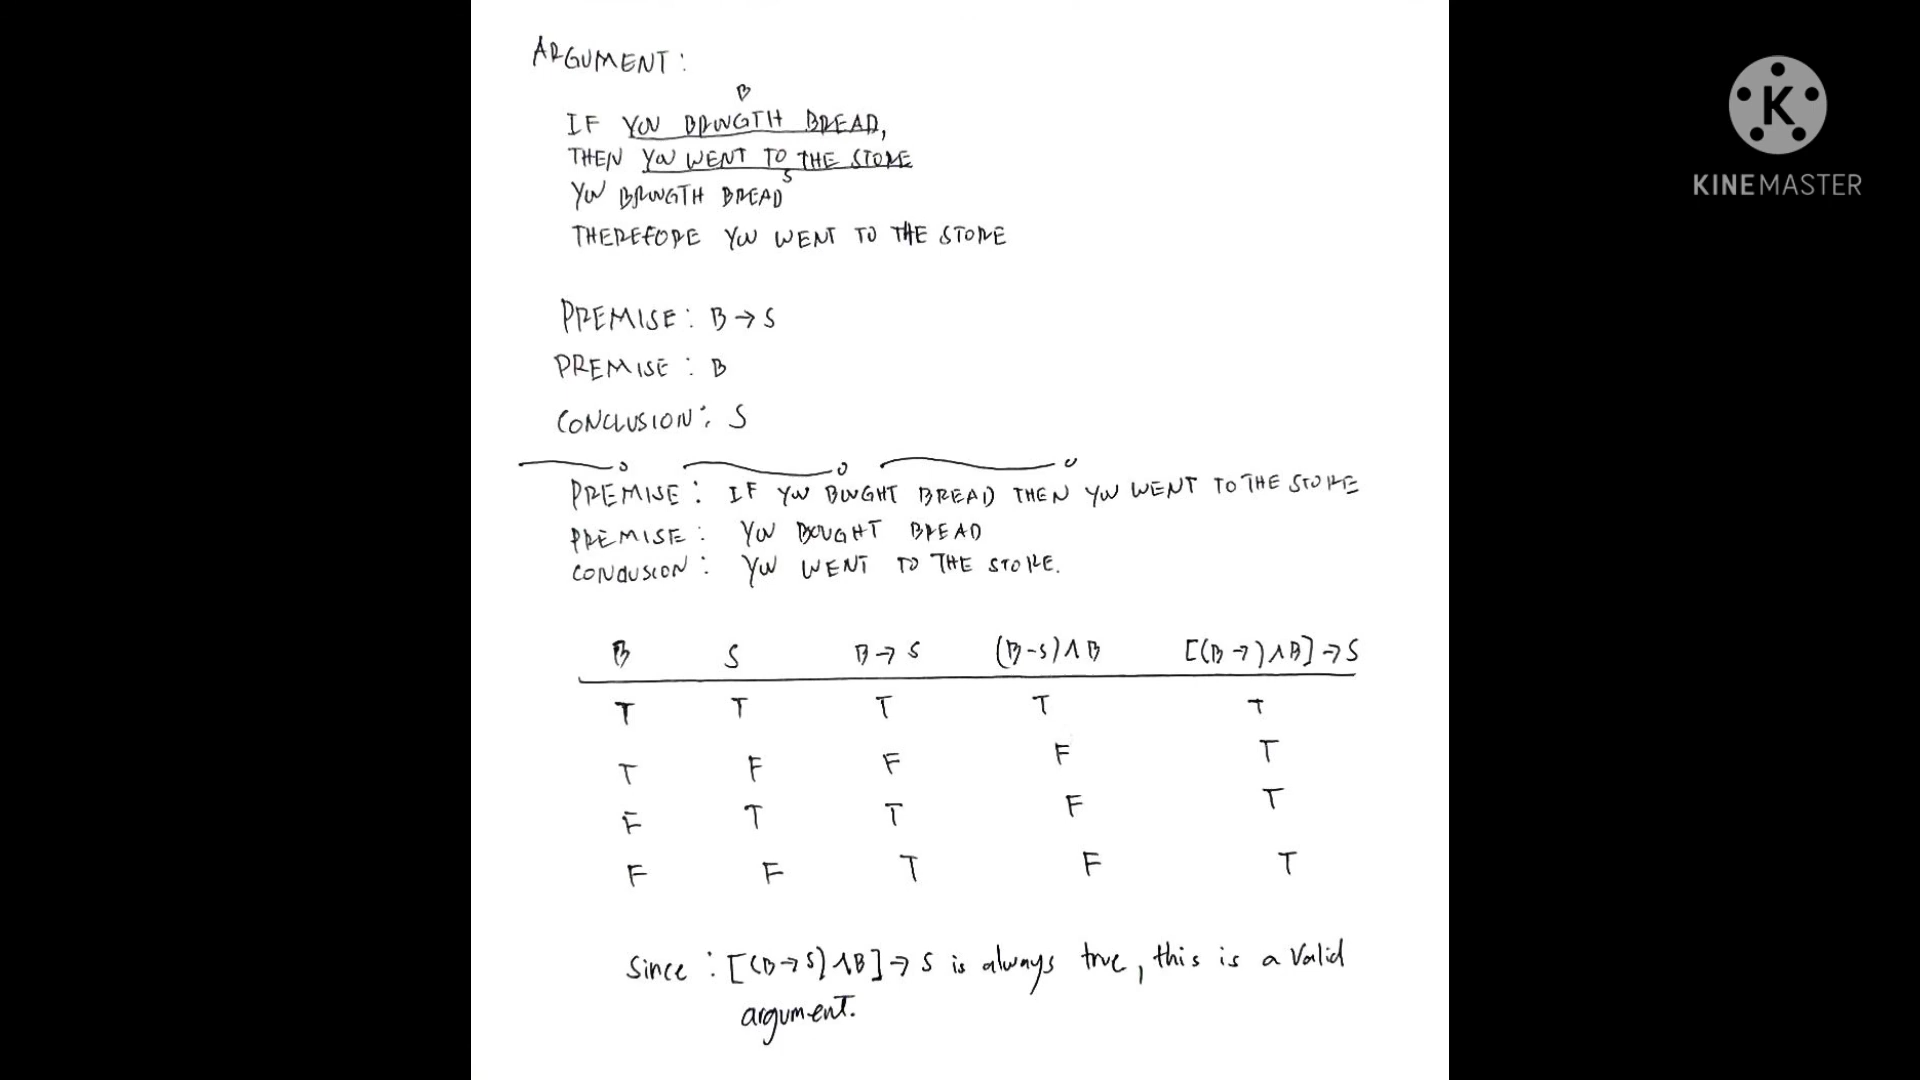 ARGUMENT:
B
IF YOU BROUGTH BREAD,
THEN YOU WENT TO THE STORE
S
YOU BROUGTH BREAD
THEREFORE YOU WENT TO THE STORE
PREMISE: B → S
PREMISE: B
CONCLUSION: S
PREMISE: IF YOU BOUGHT BREAD THEN YOU WENT TO THE STORE
PREMISE: YOU BOUGHT BREAD
CONCLUSION: YOU WENT TO THE STORE.
B S B → S (B-S)∧B [(B→)∧B]→S
T T T T T
T F F F T
F T T F T
F F T F T
Since: [(B→S)∧B]→S is always true, this is a valid
argument.
K
KINEMASTER